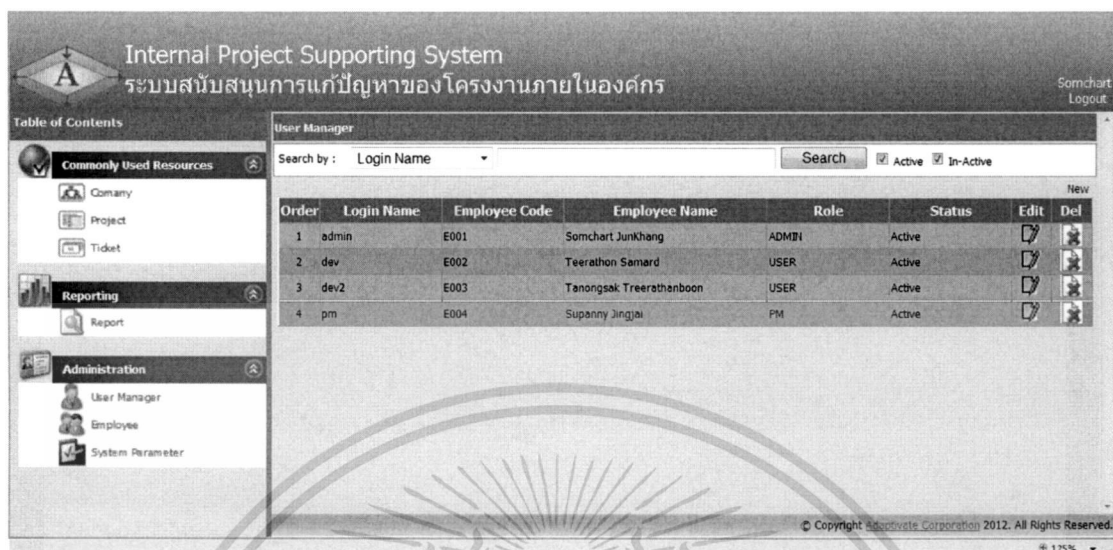 Internal Project Supporting System
ระบบสนับสนุนการแก้ปัญหาของโครงงานภายในองค์กร
A
Somchart
Logout
Table of Contents
Commonly Used Resources
Comany
Project
Ticket
Reporting
Report
Administration
User Manager
Employee
System Parameter
User Manager
Search by : Login Name Search Active In-Active
New
Order Login Name Employee Code Employee Name Role Status Edit Del
1 admin E001 Somchart JunKhang ADMIN Active
2 dev E002 Teerathon Samard USER Active
3 dev2 E003 Tanongsak Treerathanboon USER Active
4 pm E004 Supanny Jingjai PM Active
© Copyright Adaptivate Corporation 2012. All Rights Reserved.
125%